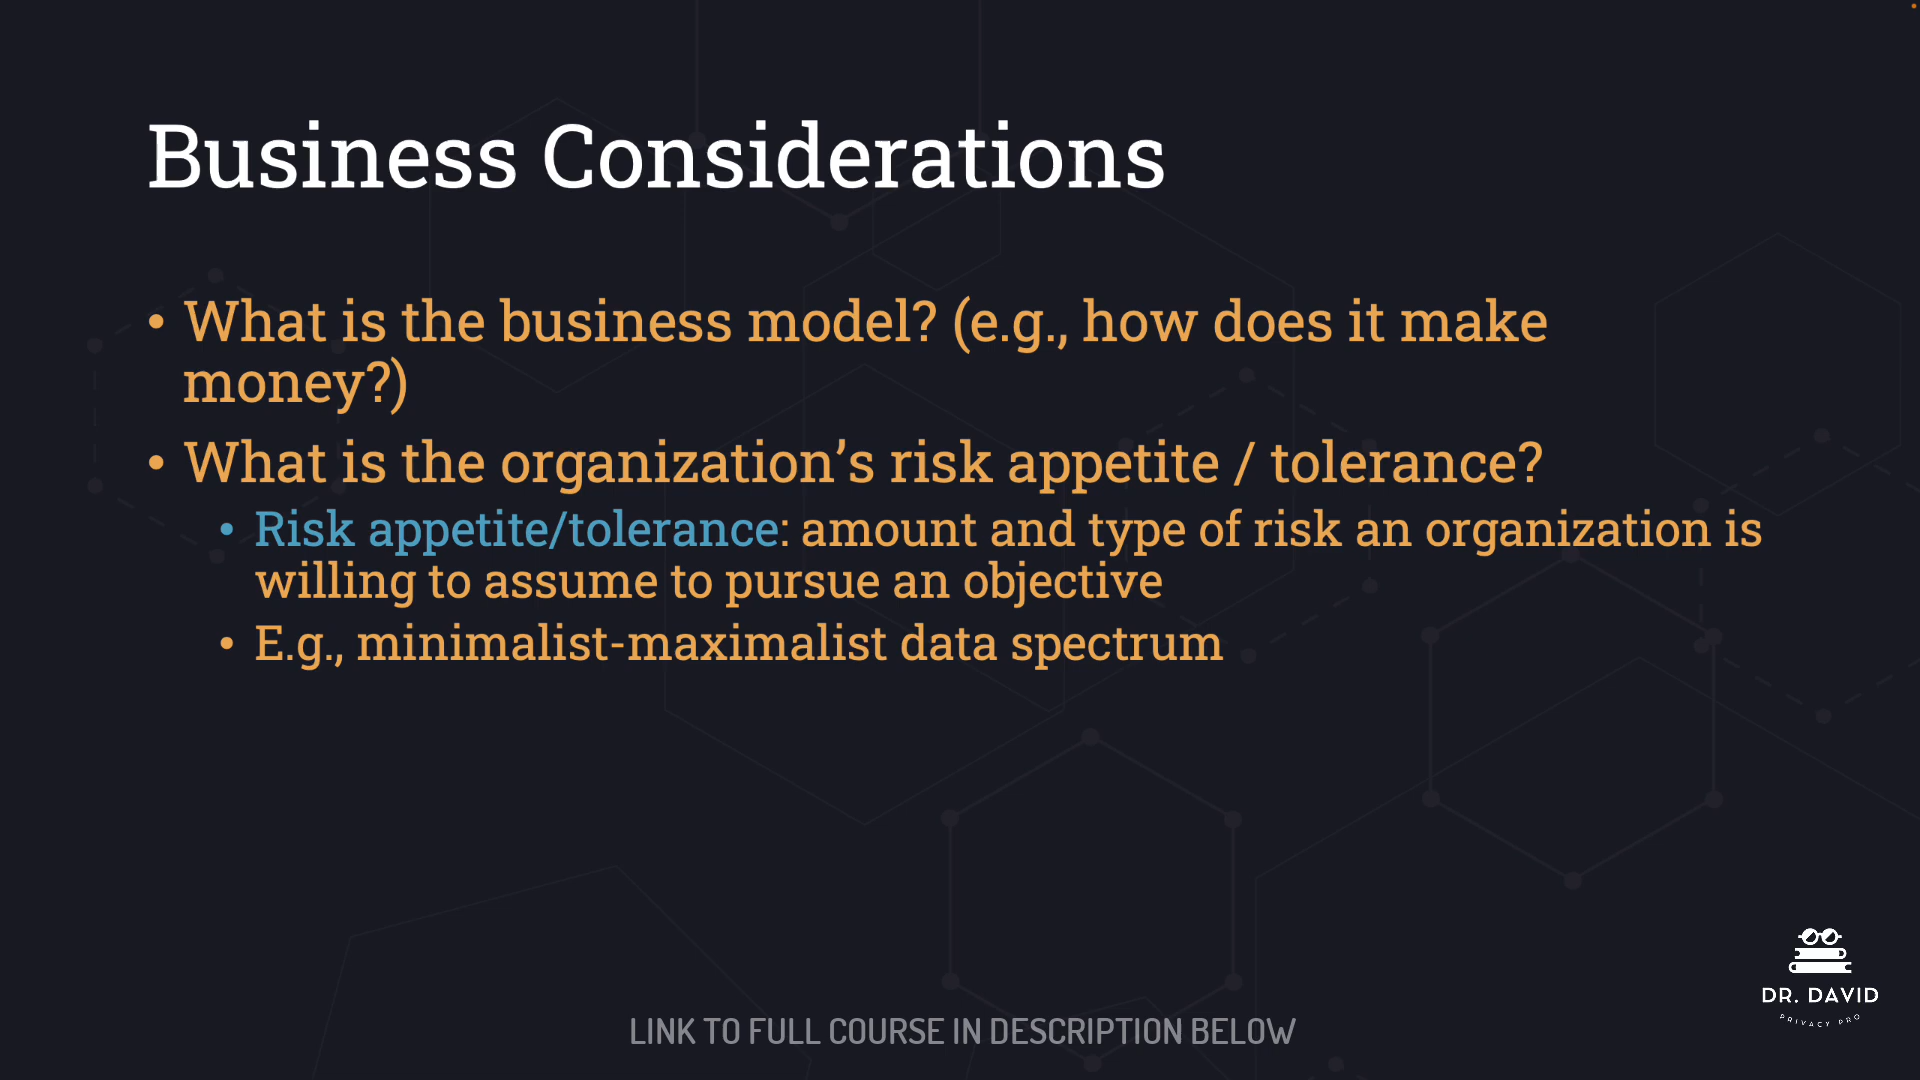 Business Considerations
• What is the business model? (e.g., how does it make
money?)
• What is the organization’s risk appetite / tolerance?
• Risk appetite/tolerance: amount and type of risk an organization is
willing to assume to pursue an objective
• E.g., minimalist-maximalist data spectrum
DR. DAVID
PRIVACY PRO
LINK TO FULL COURSE IN DESCRIPTION BELOW